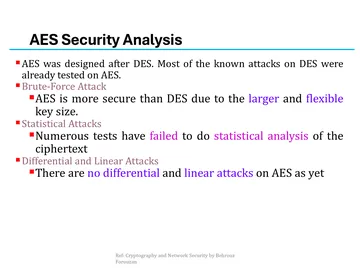 AES Security Analysis
AES was designed after DES. Most of the known attacks on DES were
already tested on AES.
Brute-Force Attack
AES is more secure than DES due to the larger and flexible
key size.
Statistical Attacks
Numerous tests have failed to do statistical analysis of the
ciphertext
Differential and Linear Attacks
There are no differential and linear attacks on AES as yet
Ref: Cryptography and Network Security by Behrouz
Forouzan